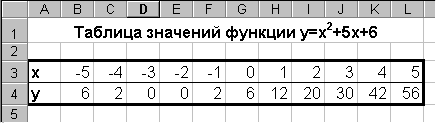 A B C D E F G H I J K L
1 Таблица значений функции y=x²+5x+6
2
3 x -5 -4 -3 -2 -1 0 1 2 3 4 5
4 y 6 2 0 0 2 6 12 20 30 42 56
5